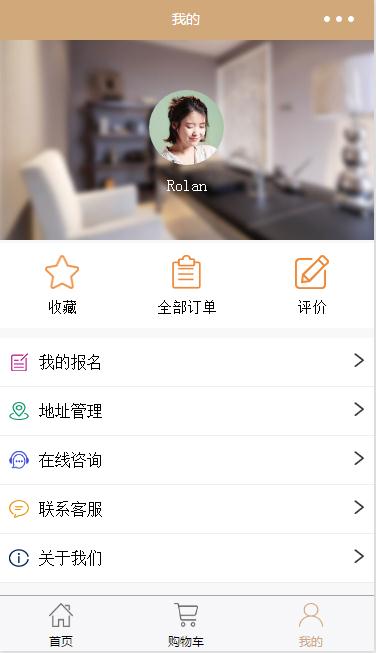 我的
Rolan
收藏 全部订单 评价
我的报名
地址管理
在线咨询
联系客服
关于我们
首页 购物车 我的